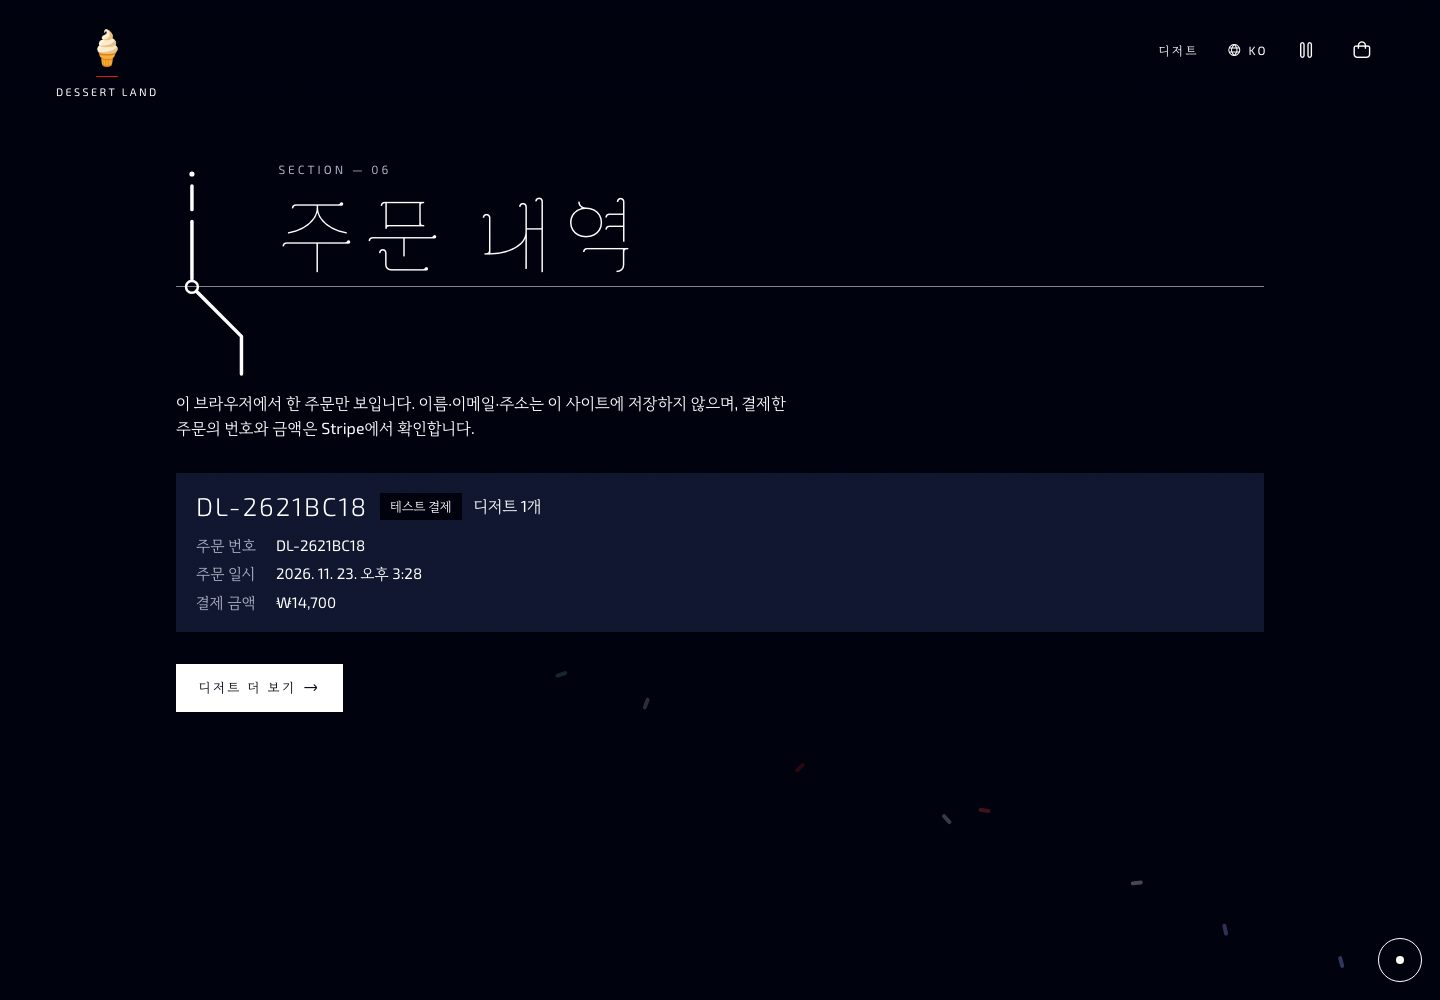 디저트
KO
DESSERT LAND
SECTION — 06
주문 내역
이 브라우저에서 한 주문만 보입니다. 이름·이메일·주소는 이 사이트에 저장하지 않으며, 결제한
주문의 번호와 금액은 Stripe에서 확인합니다.
DL-2621BC18 테스트 결제 디저트 1개
주문 번호 DL-2621BC18
주문 일시 2026. 11. 23. 오후 3:28
결제 금액 ₩14,700
디저트 더 보기 →